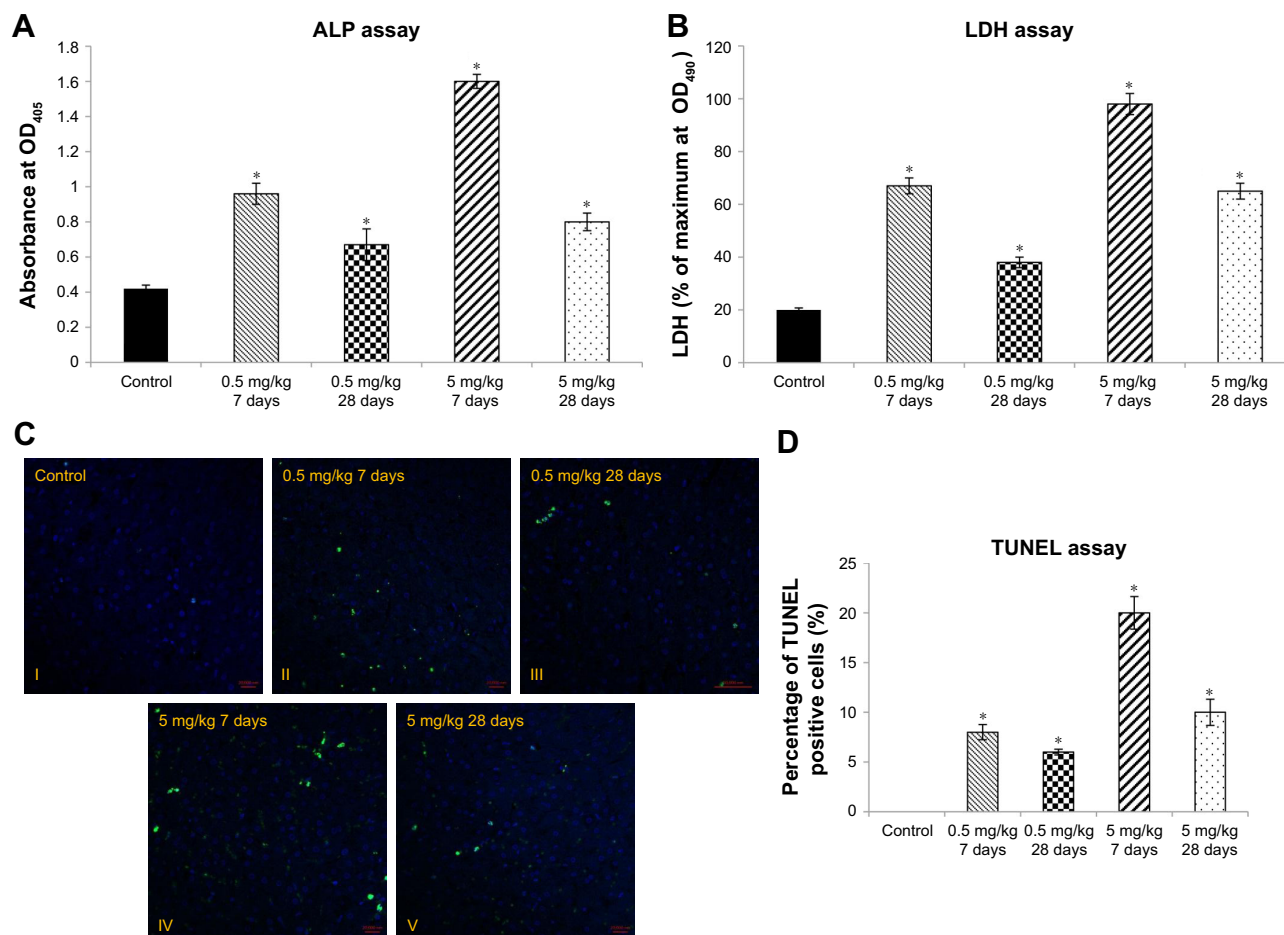 A
ALP assay
Absorbance at OD405
1.8
1.6
1.4
1.2
1
0.8
0.6
0.4
0.2
0
*
*
*
*
Control
0.5 mg/kg
7 days
0.5 mg/kg
28 days
5 mg/kg
7 days
5 mg/kg
28 days
B
LDH assay
LDH (% of maximum at OD490)
120
100
80
60
40
20
0
*
*
*
*
Control
0.5 mg/kg
7 days
0.5 mg/kg
28 days
5 mg/kg
7 days
5 mg/kg
28 days
C
Control
I
0.5 mg/kg 7 days
II
0.5 mg/kg 28 days
III
5 mg/kg 7 days
IV
5 mg/kg 28 days
V
D
TUNEL assay
Percentage of TUNEL
positive cells (%)
25
20
15
10
5
0
*
*
*
*
Control
0.5 mg/kg
7 days
0.5 mg/kg
28 days
5 mg/kg
7 days
5 mg/kg
28 days